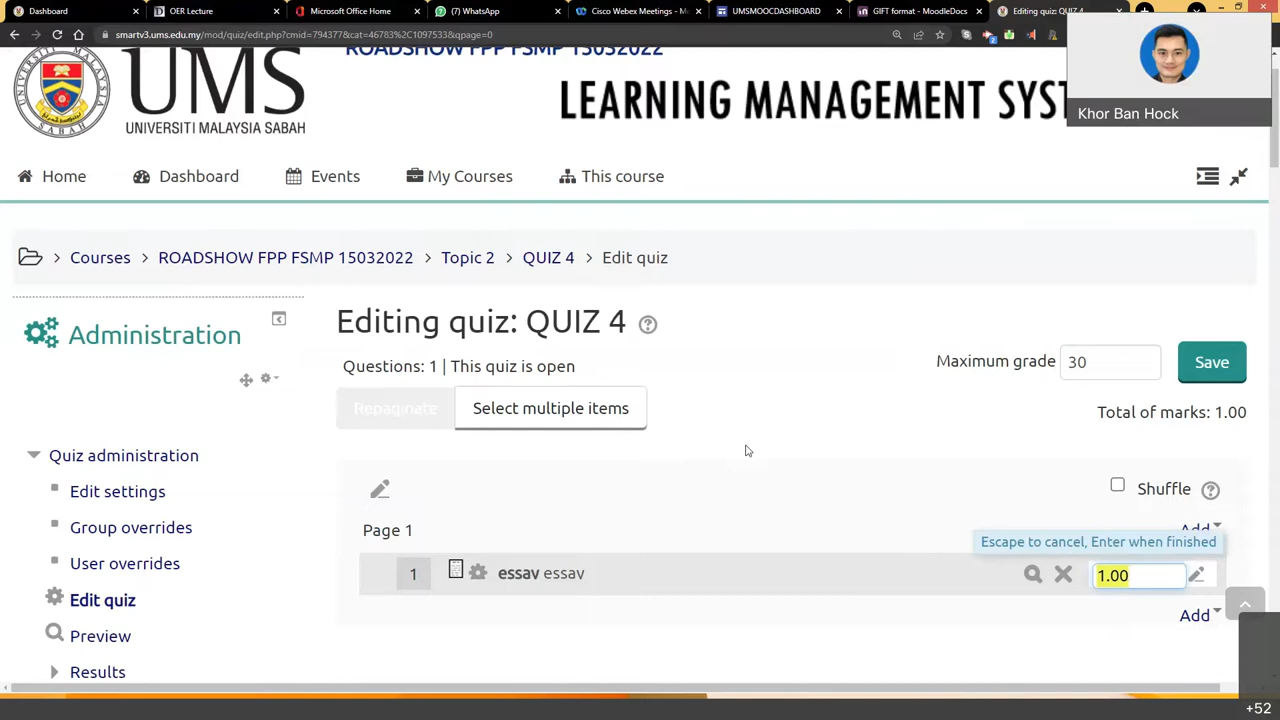 Dashboard
OER Lecture
Microsoft Office Home
(7) WhatsApp
Cisco Webex Meetings - M
UMSMOOCDASHBOARD
GIFT format - MoodleDocs
Editing quiz: QUIZ 4
smartv3.ums.edu.my/mod/quiz/edit.php?cmid=794377&cat=46783%2C1097533&qpage=0
ROADSHOW FPP FSMP 15032022
UMS
UNIVERSITI MALAYSIA SABAH
LEARNING MANAGEMENT SYST
Khor Ban Hock
Home
Dashboard
Events
My Courses
This course
Courses > ROADSHOW FPP FSMP 15032022 > Topic 2 > QUIZ 4 > Edit quiz
Administration
Editing quiz: QUIZ 4
Questions: 1 | This quiz is open
Maximum grade 30 Save
Repaginate Select multiple items
Total of marks: 1.00
Quiz administration
Edit settings
Group overrides
User overrides
Edit quiz
Preview
Results
Shuffle
Page 1
Add
Escape to cancel, Enter when finished
1 essay essay 1.00
Add
+52